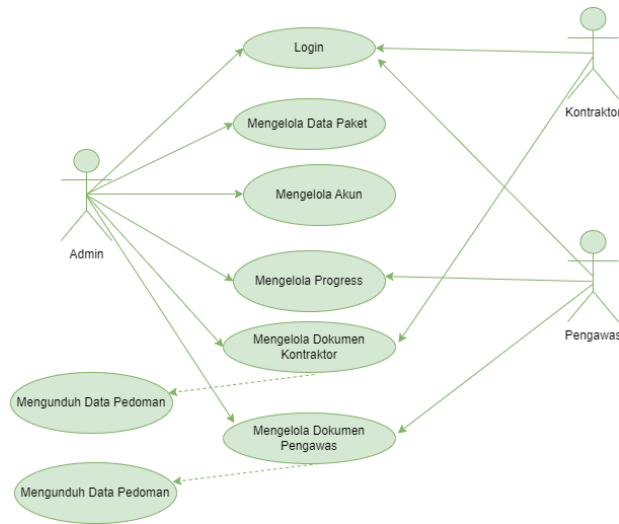 Login
Kontraktor
Mengelola Data Paket
Mengelola Akun
Admin
Mengelola Progress
Pengawas
Mengelola Dokumen
Kontraktor
Mengunduh Data Pedoman
Mengelola Dokumen
Pengawas
Mengunduh Data Pedoman